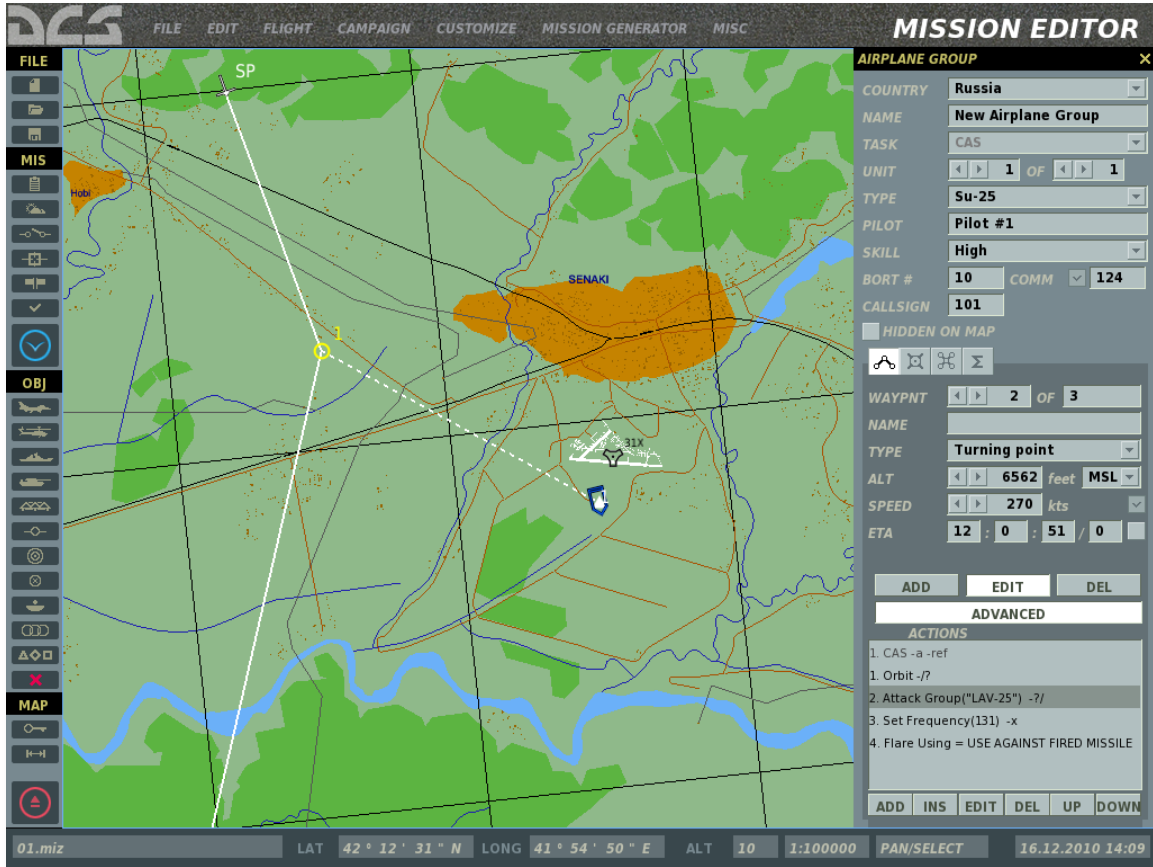 DCS FILE EDIT FLIGHT CAMPAIGN CUSTOMIZE MISSION GENERATOR MISC MISSION EDITOR
FILE
MIS
OBJ
MAP
SP
Hobi
SENAKI
1
31X
AIRPLANE GROUP X
COUNTRY Russia
NAME New Airplane Group
TASK CAS
UNIT 1 OF 1
TYPE Su-25
PILOT Pilot #1
SKILL High
BORT # 10 COMM 124
CALLSIGN 101
HIDDEN ON MAP
WAYPNT 2 OF 3
NAME
TYPE Turning point
ALT 6562 feet MSL
SPEED 270 kts
ETA 12 : 0 : 51 / 0
ADD EDIT DEL
ADVANCED
ACTIONS
1. CAS -a -ref
1. Orbit -/?
2. Attack Group("LAV-25") -?/
3. Set Frequency(131) -x
4. Flare Using = USE AGAINST FIRED MISSILE
ADD INS EDIT DEL UP DOWN
01.miz LAT 42 ° 12 ' 31 " N LONG 41 ° 54 ' 50 " E ALT 10 1:100000 PAN/SELECT 16.12.2010 14:09